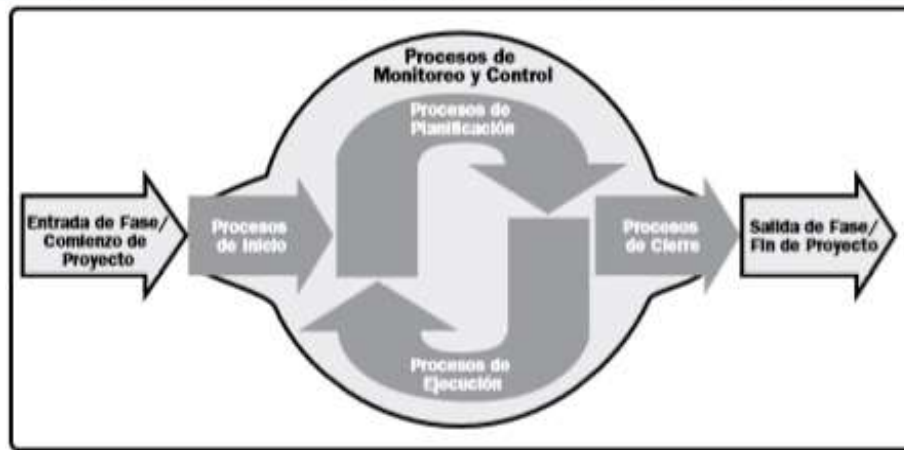 Procesos de
Monitoreo y Control
Procesos de
Planificación
Entrada de Fase/
Comienzo de
Proyecto
Procesos
de Inicio
Procesos
de Cierre
Salida de Fase/
Fin de Proyecto
Procesos de
Ejecución